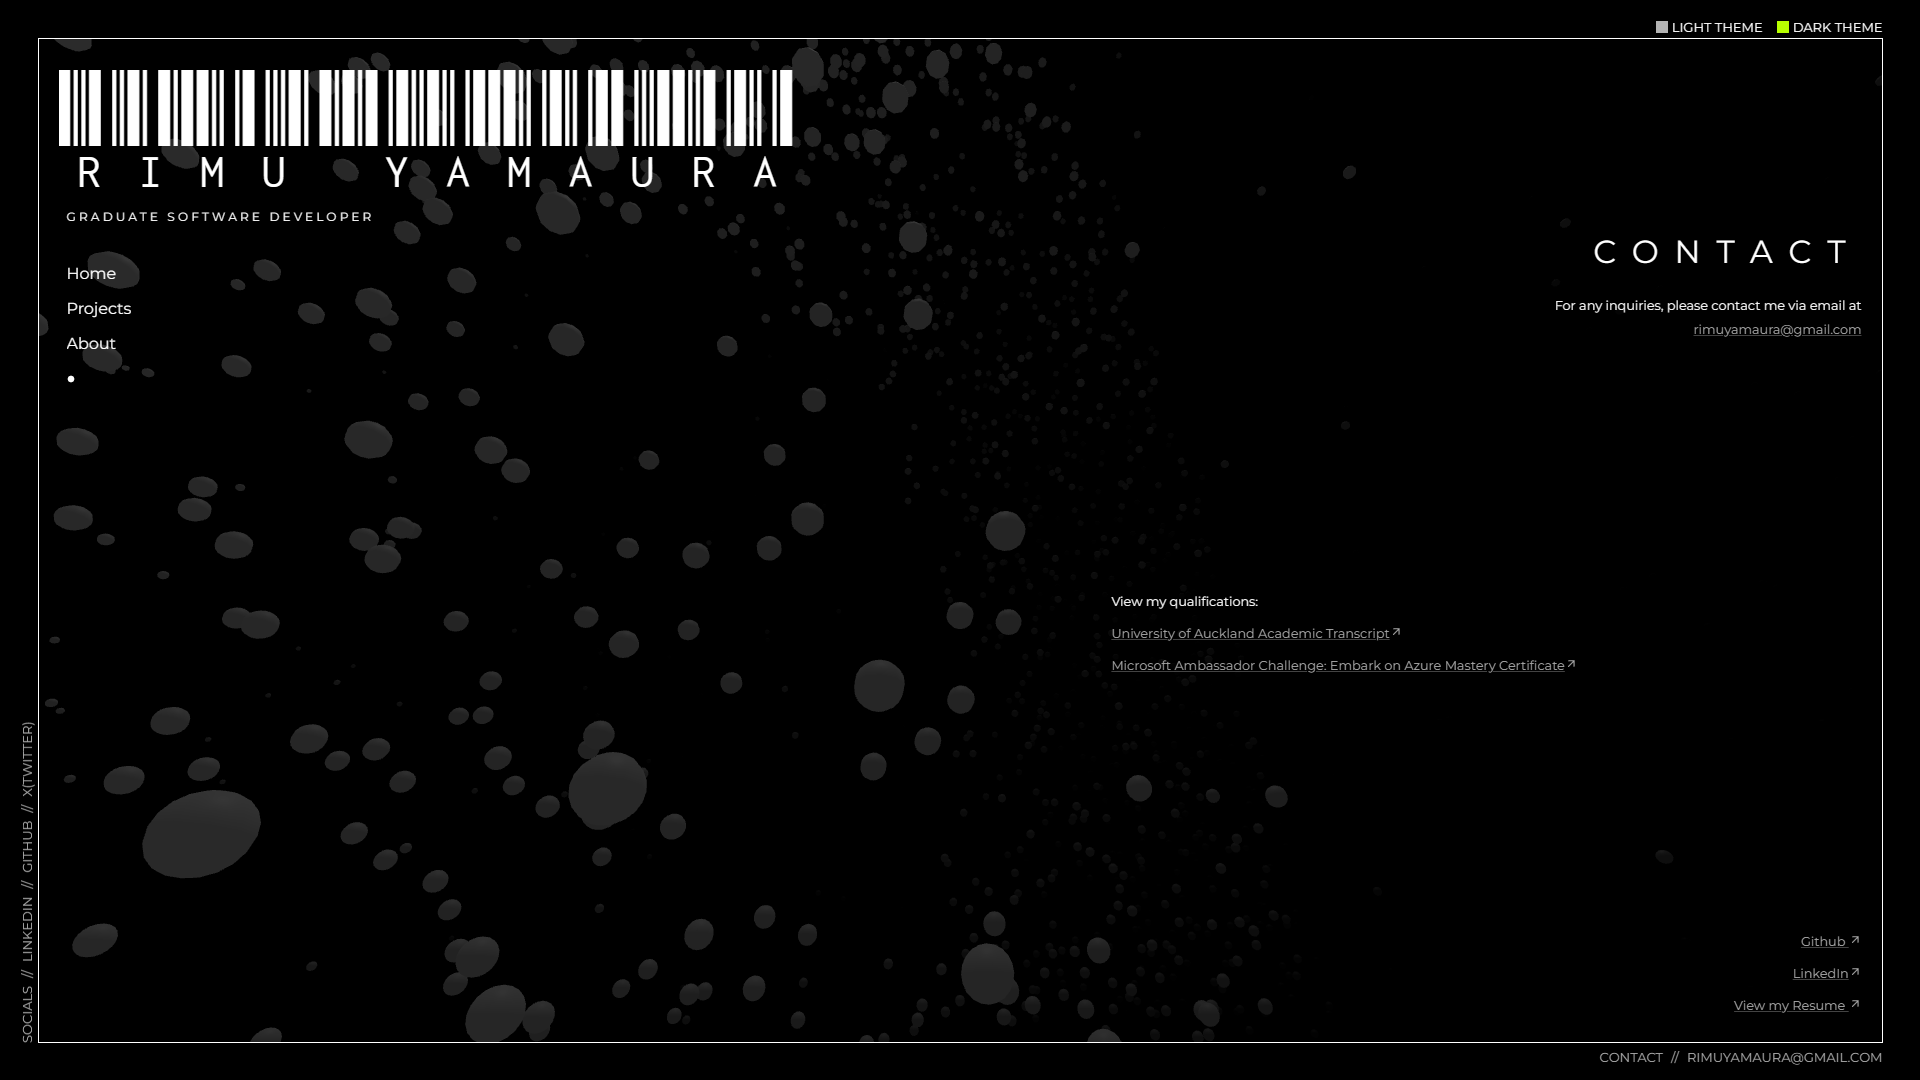 LIGHT THEME DARK THEME
RIMU YAMAURA
GRADUATE SOFTWARE DEVELOPER
Home
Projects
About
CONTACT
For any inquiries, please contact me via email at
rimuyamaura@gmail.com
View my qualifications:
University of Auckland Academic Transcript
Microsoft Ambassador Challenge: Embark on Azure Mastery Certificate
Github
LinkedIn
View my Resume
SOCIALS // LINKEDIN // GITHUB // X(TWITTER)
CONTACT // RIMUYAMAURA@GMAIL.COM